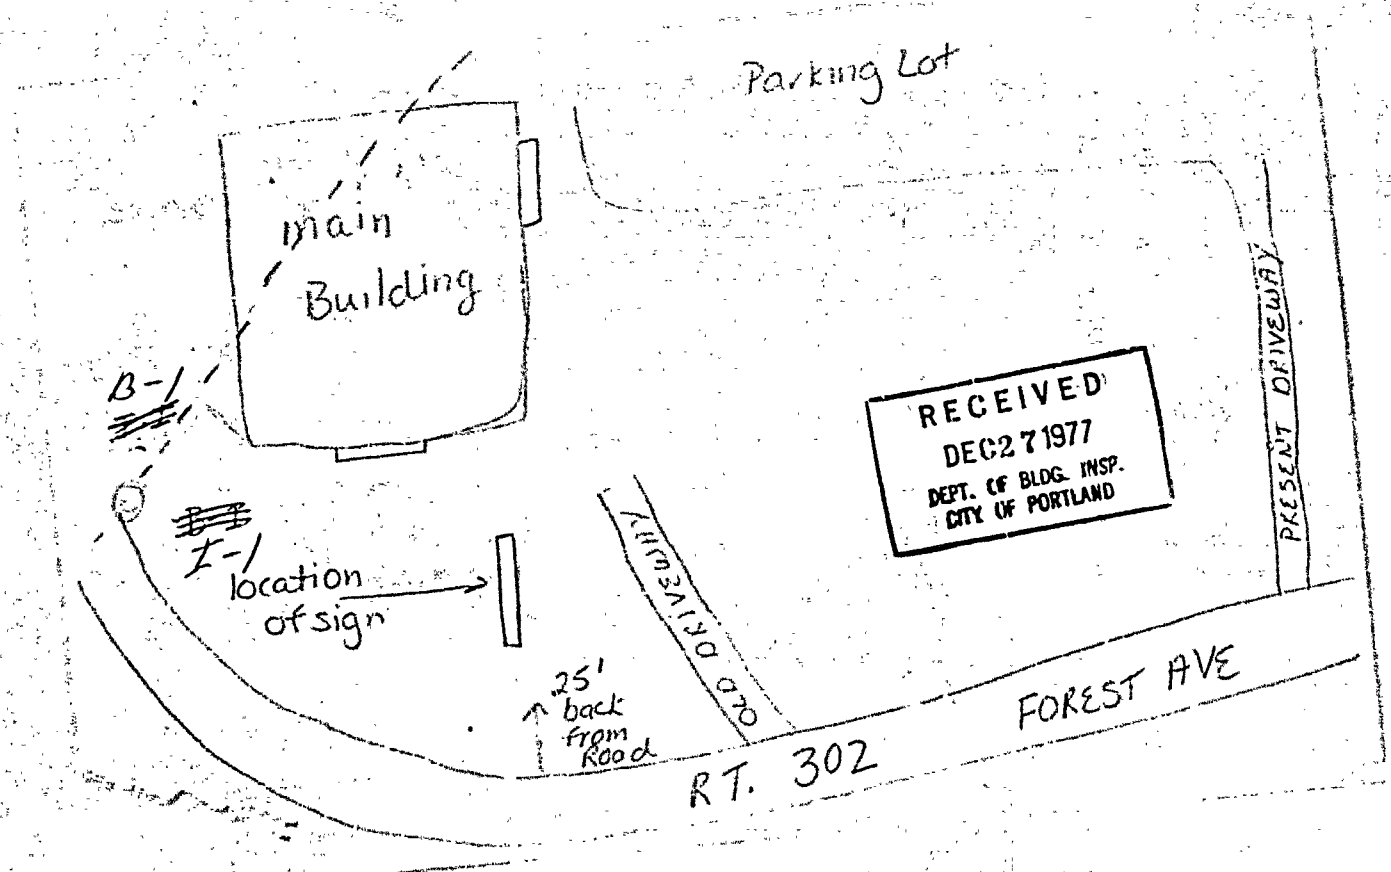 Parking Lot
main
Building
B-1
I-1
location
of sign
25'
back
from
Road
OLD DRIVEWAY
PRESENT DRIVEWAY
RECEIVED
DEC 27 1977
DEPT. OF BLDG. INSP.
CITY OF PORTLAND
RT. 302
FOREST AVE